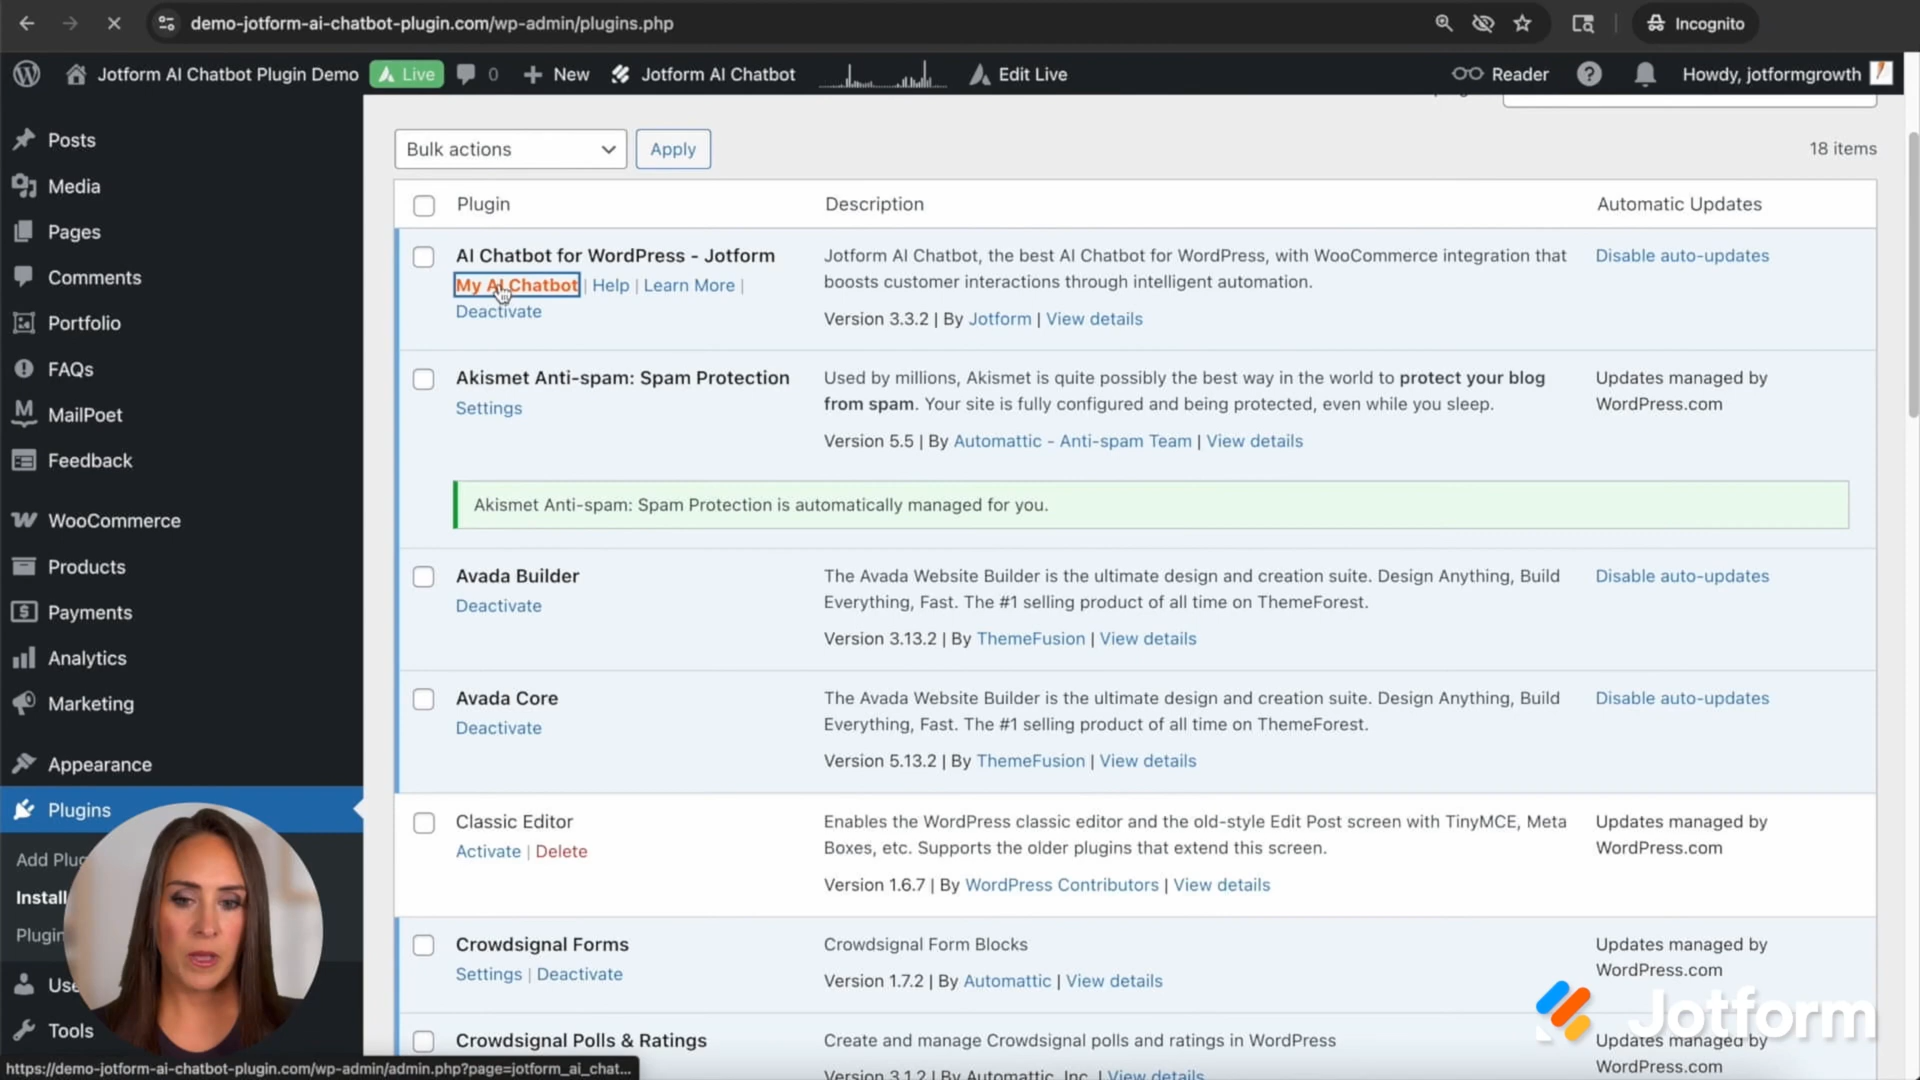 demo-jotform-ai-chatbot-plugin.com/wp-admin/plugins.php
Incognito
Jotform AI Chatbot Plugin Demo
Live
0
New
Jotform AI Chatbot
Edit Live
Reader
Howdy, jotformgrowth
Posts
Media
Pages
Comments
Portfolio
FAQs
MailPoet
Feedback
WooCommerce
Products
Payments
Analytics
Marketing
Appearance
Plugins
Add Plug
Install
Plugin
Use
Tools
Bulk actions
Apply
18 items
Plugin
Description
Automatic Updates
AI Chatbot for WordPress - Jotform
My AI Chatbot | Help | Learn More |
Deactivate
Jotform AI Chatbot, the best AI Chatbot for WordPress, with WooCommerce integration that
boosts customer interactions through intelligent automation.
Version 3.3.2 | By Jotform | View details
Disable auto-updates
Akismet Anti-spam: Spam Protection
Settings
Used by millions, Akismet is quite possibly the best way in the world to protect your blog
from spam. Your site is fully configured and being protected, even while you sleep.
Version 5.5 | By Automattic - Anti-spam Team | View details
Updates managed by
WordPress.com
Akismet Anti-spam: Spam Protection is automatically managed for you.
Avada Builder
Deactivate
The Avada Website Builder is the ultimate design and creation suite. Design Anything, Build
Everything, Fast. The #1 selling product of all time on ThemeForest.
Version 3.13.2 | By ThemeFusion | View details
Disable auto-updates
Avada Core
Deactivate
The Avada Website Builder is the ultimate design and creation suite. Design Anything, Build
Everything, Fast. The #1 selling product of all time on ThemeForest.
Version 5.13.2 | By ThemeFusion | View details
Disable auto-updates
Classic Editor
Activate | Delete
Enables the WordPress classic editor and the old-style Edit Post screen with TinyMCE, Meta
Boxes, etc. Supports the older plugins that extend this screen.
Version 1.6.7 | By WordPress Contributors | View details
Updates managed by
WordPress.com
Crowdsignal Forms
Settings | Deactivate
Crowdsignal Form Blocks
Version 1.7.2 | By Automattic | View details
Updates managed by
WordPress.com
Crowdsignal Polls & Ratings
Create and manage Crowdsignal polls and ratings in WordPress
Version 3.1.2 | By Automattic, Inc. | View details
Updates managed by
WordPress.com
Jotform
https://demo-jotform-ai-chatbot-plugin.com/wp-admin/admin.php?page=jotform_ai_chat...